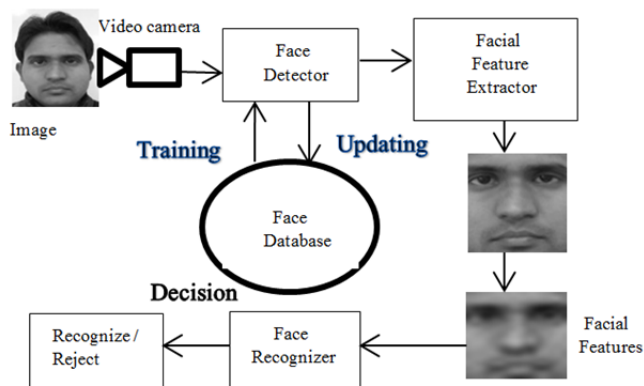 Video camera
Face
Detector
Facial
Feature
Extractor
Image
Training
Updating
Face
Database
Decision
Recognize /
Reject
Face
Recognizer
Facial
Features